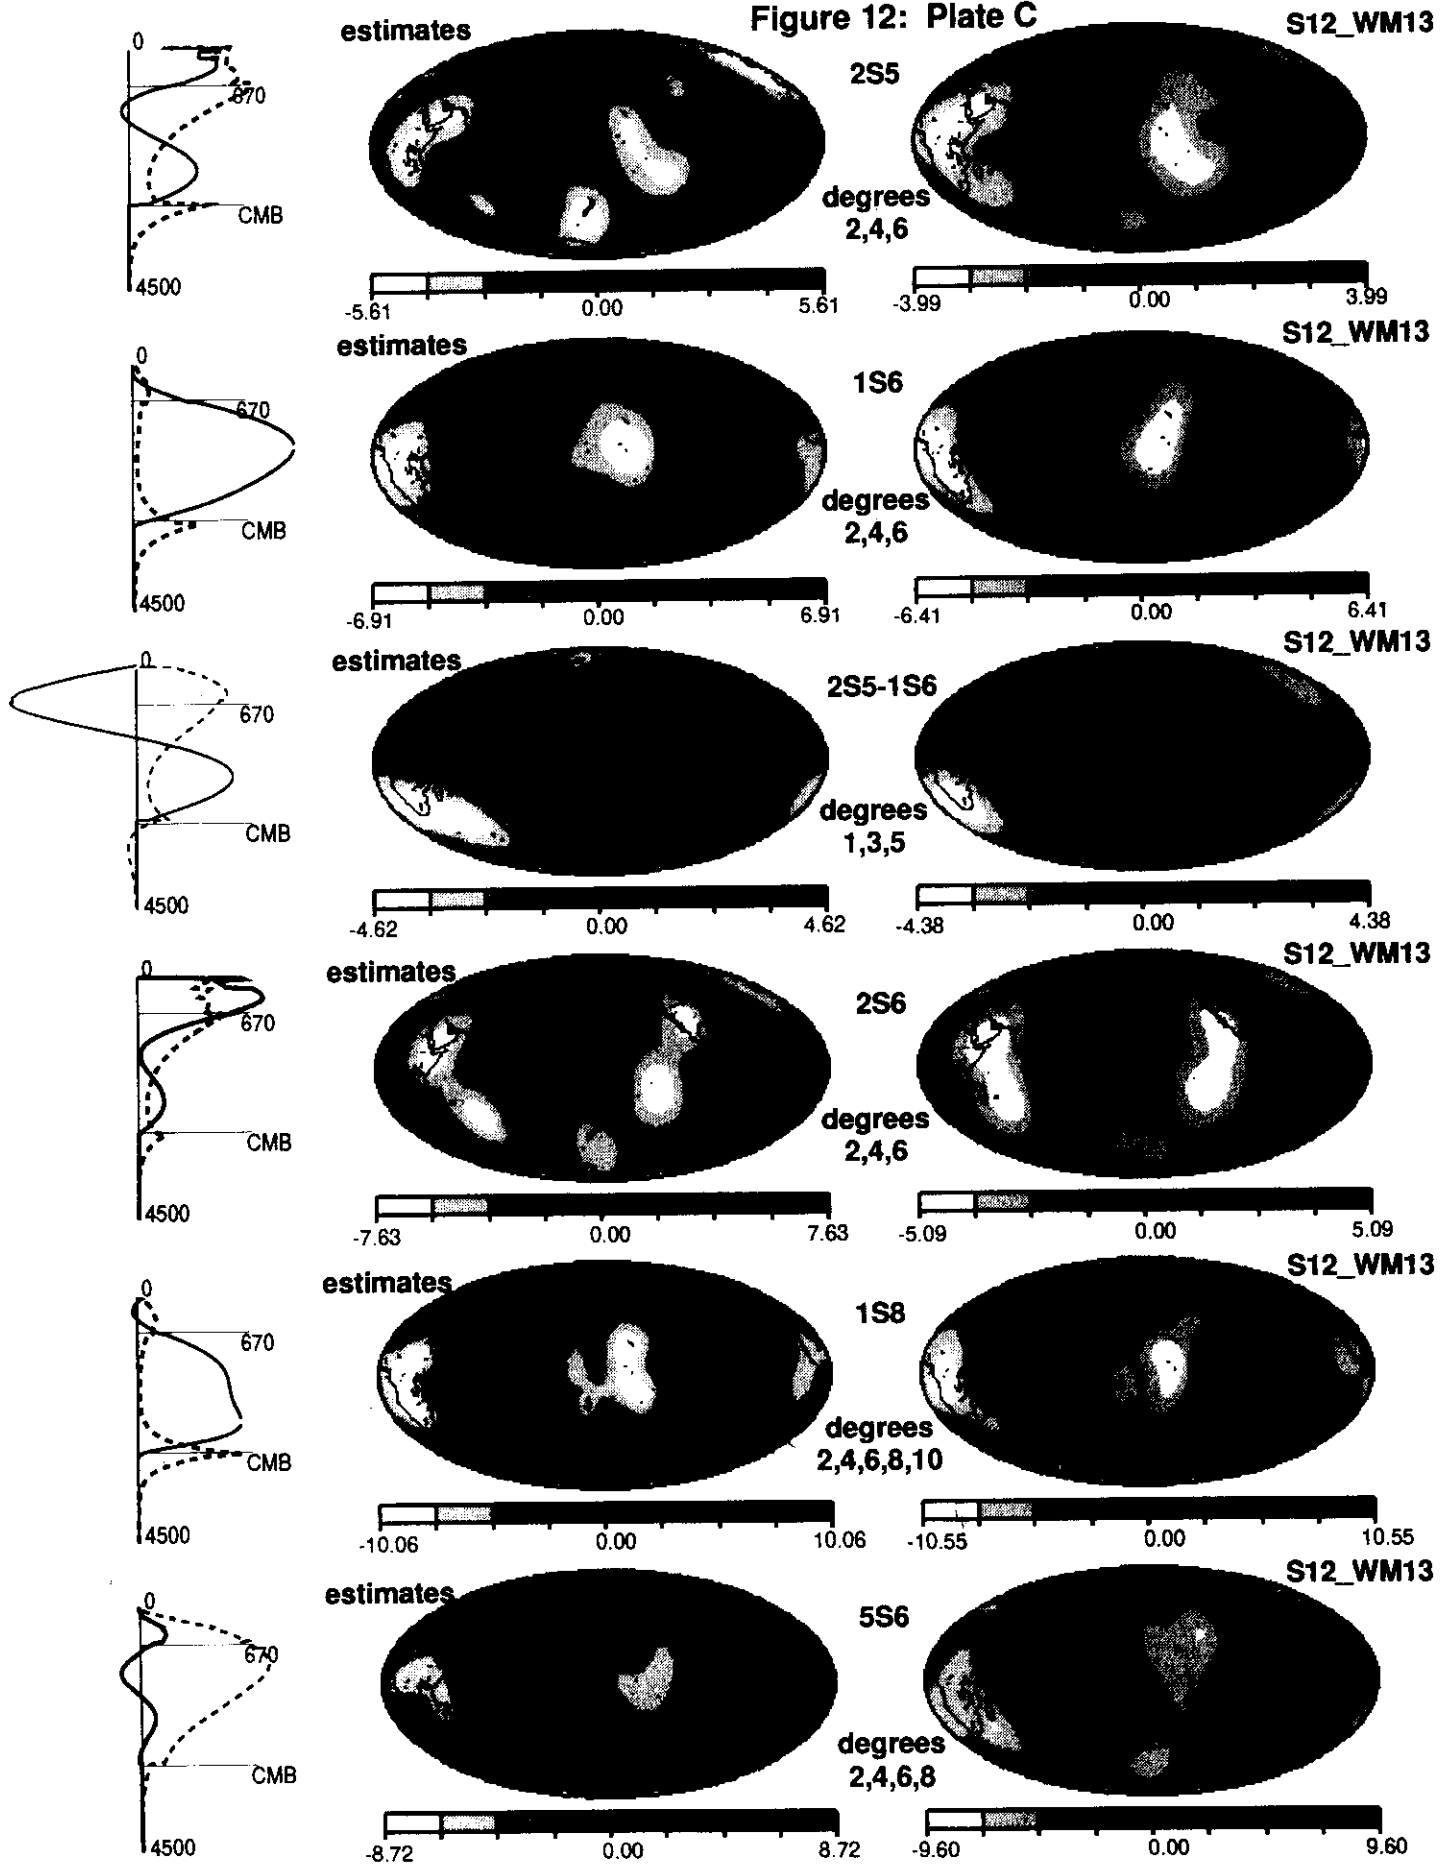 Figure 12: Plate C
estimates
2S5
S12_WM13
0
670
CMB
4500
degrees
2,4,6
-5.61 0.00 5.61
-3.99 0.00 3.99
estimates
1S6
S12_WM13
0
670
CMB
4500
degrees
2,4,6
-6.91 0.00 6.91
-6.41 0.00 6.41
estimates
2S5-1S6
S12_WM13
0
670
CMB
4500
degrees
1,3,5
-4.62 0.00 4.62
-4.38 0.00 4.38
estimates
2S6
S12_WM13
0
670
CMB
4500
degrees
2,4,6
-7.63 0.00 7.63
-5.09 0.00 5.09
estimates
1S8
S12_WM13
0
670
CMB
4500
degrees
2,4,6,8,10
-10.06 0.00 10.06
-10.55 0.00 10.55
estimates
5S6
S12_WM13
0
670
CMB
4500
degrees
2,4,6,8
-8.72 0.00 8.72
-9.60 0.00 9.60